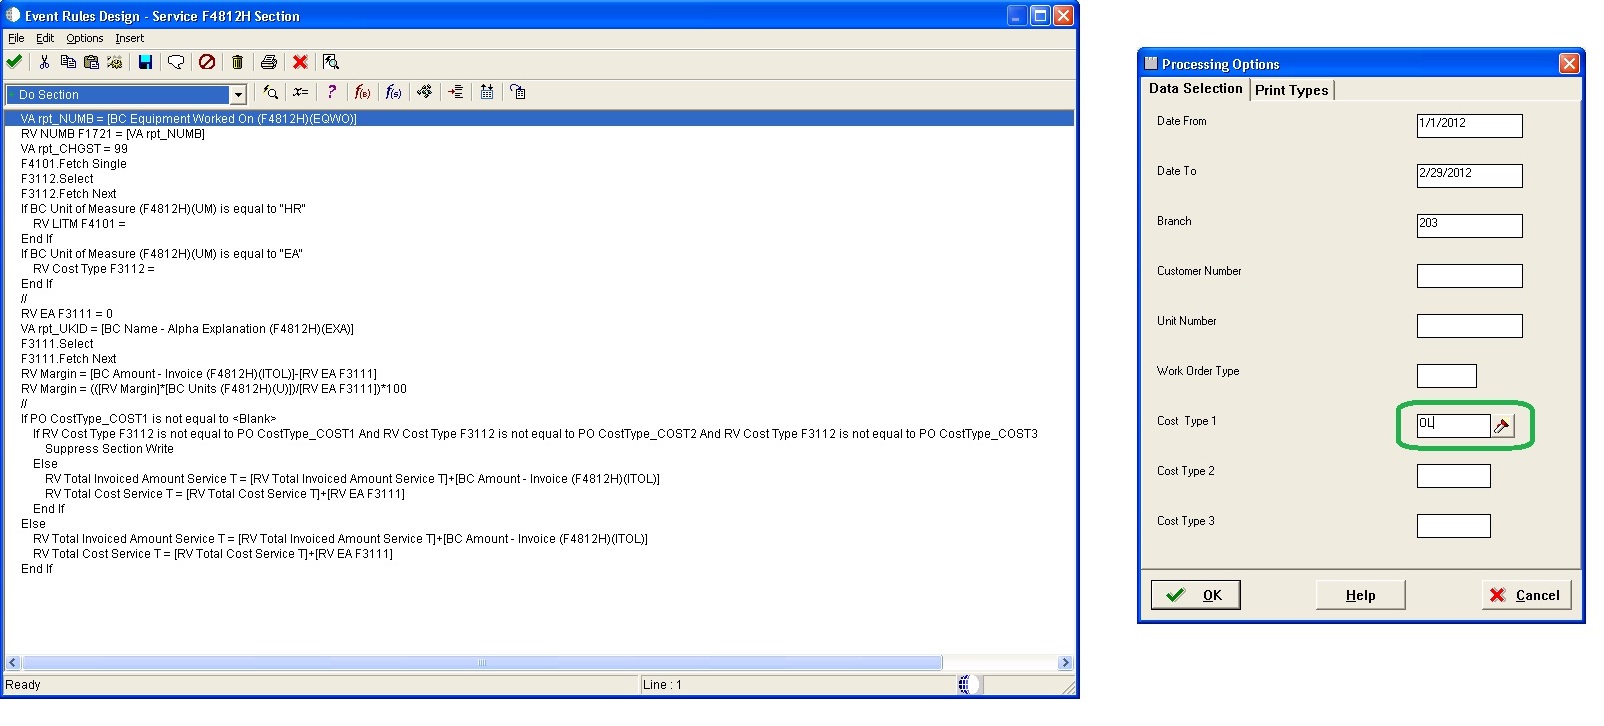 Event Rules Design - Service F4812H Section
File Edit Options Insert
Do Section
VA rpt_NUMB = [BC Equipment Worked On (F4812H)(EQWO)]
RV NUMB F1721 = [VA rpt_NUMB]
VA rpt_CHGST = 99
F4101.Fetch Single
F3112.Select
F3112.Fetch Next
If BC Unit of Measure (F4812H)(UM) is equal to "HR"
RV LITM F4101 =
End If
If BC Unit of Measure (F4812H)(UM) is equal to "EA"
RV Cost Type F3112 =
End If
//
RV EA F3111 = 0
VA rpt_UKID = [BC Name - Alpha Explanation (F4812H)(EXA)]
F3111.Select
F3111.Fetch Next
RV Margin = [BC Amount - Invoice (F4812H)(ITOL)]-[RV EA F3111]
RV Margin = (([RV Margin]*[BC Units (F4812H)(U)])/[RV EA F3111])*100
//
If PO CostType_COST1 is not equal to <Blank>
If RV Cost Type F3112 is not equal to PO CostType_COST1 And RV Cost Type F3112 is not equal to PO CostType_COST2 And RV Cost Type F3112 is not equal to PO CostType_COST3
Suppress Section Write
Else
RV Total Invoiced Amount Service T = [RV Total Invoiced Amount Service T]+[BC Amount - Invoice (F4812H)(ITOL)]
RV Total Cost Service T = [RV Total Cost Service T]+[RV EA F3111]
End If
Else
RV Total Invoiced Amount Service T = [RV Total Invoiced Amount Service T]+[BC Amount - Invoice (F4812H)(ITOL)]
RV Total Cost Service T = [RV Total Cost Service T]+[RV EA F3111]
End If
Ready Line : 1
Processing Options
Data Selection Print Types
Date From 1/1/2012
Date To 2/29/2012
Branch 203
Customer Number
Unit Number
Work Order Type
Cost Type 1 OL
Cost Type 2
Cost Type 3
OK Help Cancel